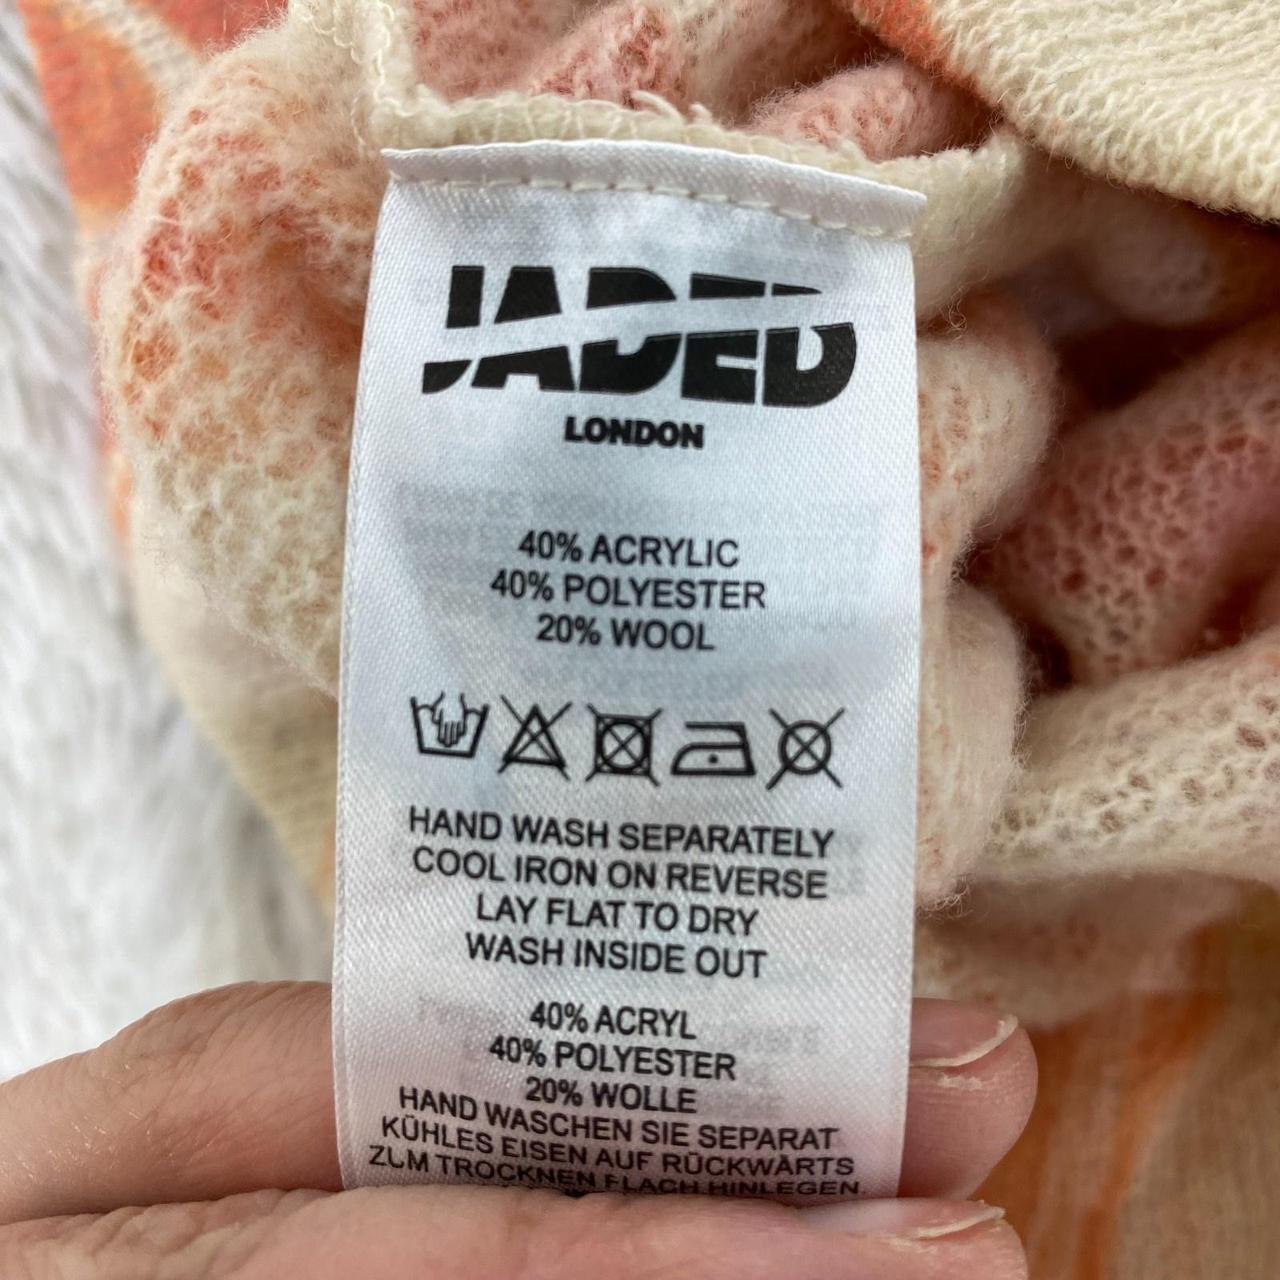 JADED
LONDON
40% ACRYLIC
40% POLYESTER
20% WOOL
HAND WASH SEPARATELY
COOL IRON ON REVERSE
LAY FLAT TO DRY
WASH INSIDE OUT
40% ACRYL
40% POLYESTER
20% WOLLE
HAND WASCHEN SIE SEPARAT
KÜHLES EISEN AUF RÜCKWÄRTS
ZUM TROCKNEN FLACH HINLEGEN